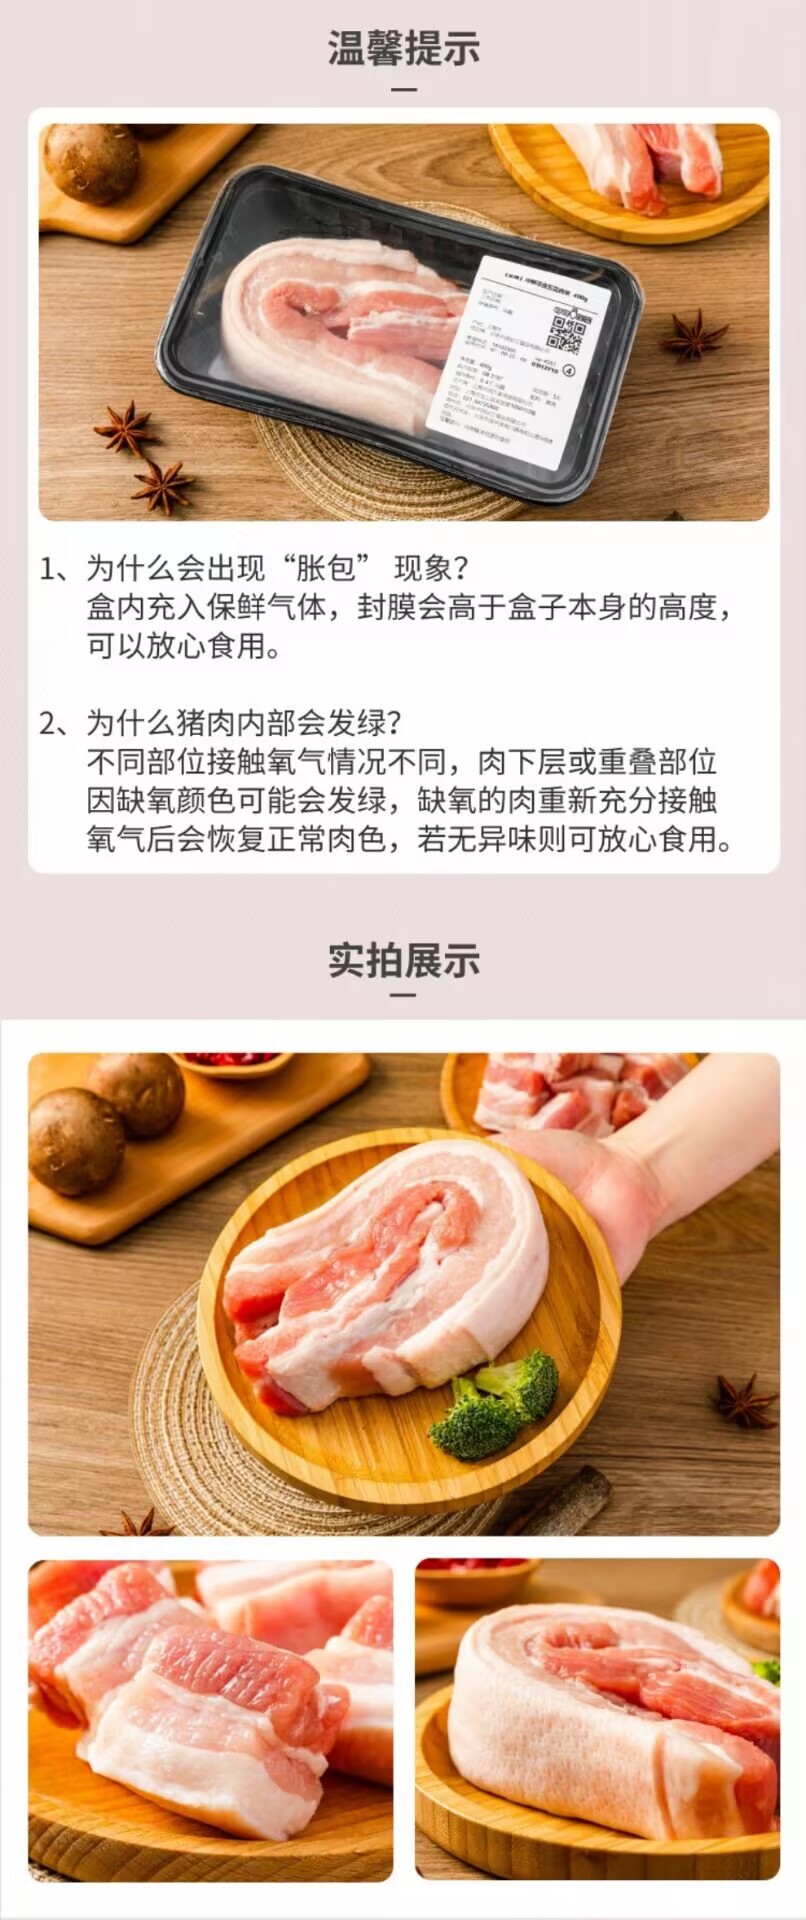 温馨提示
400g
1、为什么会出现“胀包” 现象？
盒内充入保鲜气体，封膜会高于盒子本身的高度，
可以放心食用。
2、为什么猪肉内部会发绿？
不同部位接触氧气情况不同，肉下层或重叠部位
因缺氧颜色可能会发绿，缺氧的肉重新充分接触
氧气后会恢复正常肉色，若无异味则可放心食用。
实拍展示